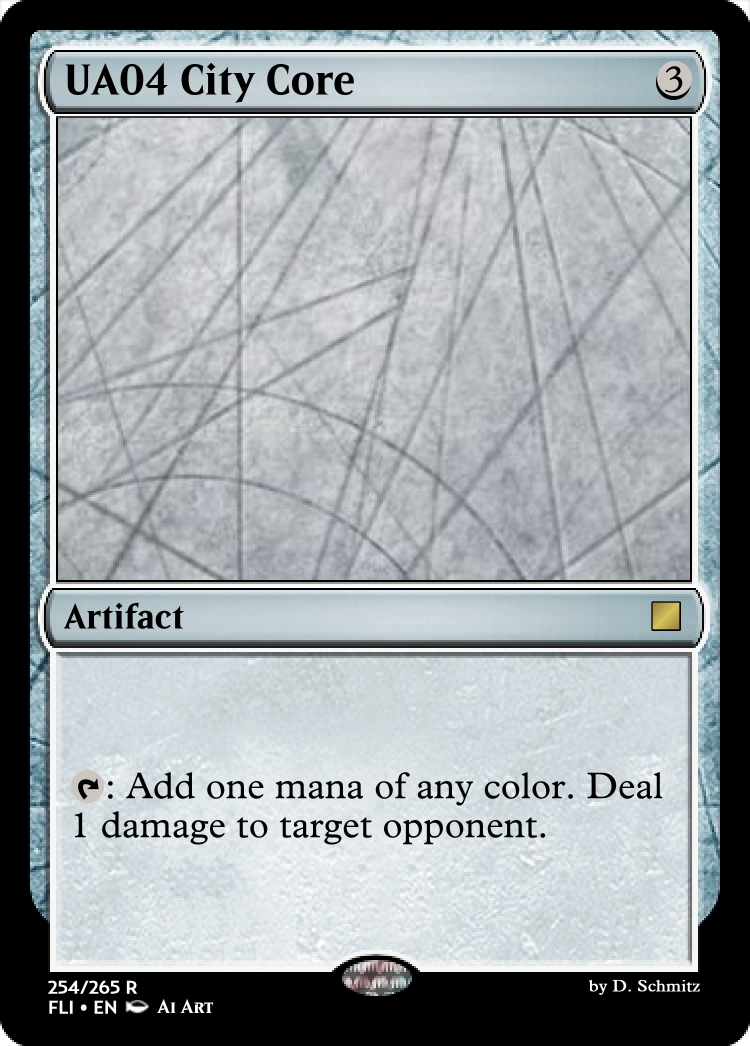 UA04 City Core 3
Artifact
: Add one mana of any color. Deal
1 damage to target opponent.
254/265 R
FLI • EN AI ART
by D. Schmitz